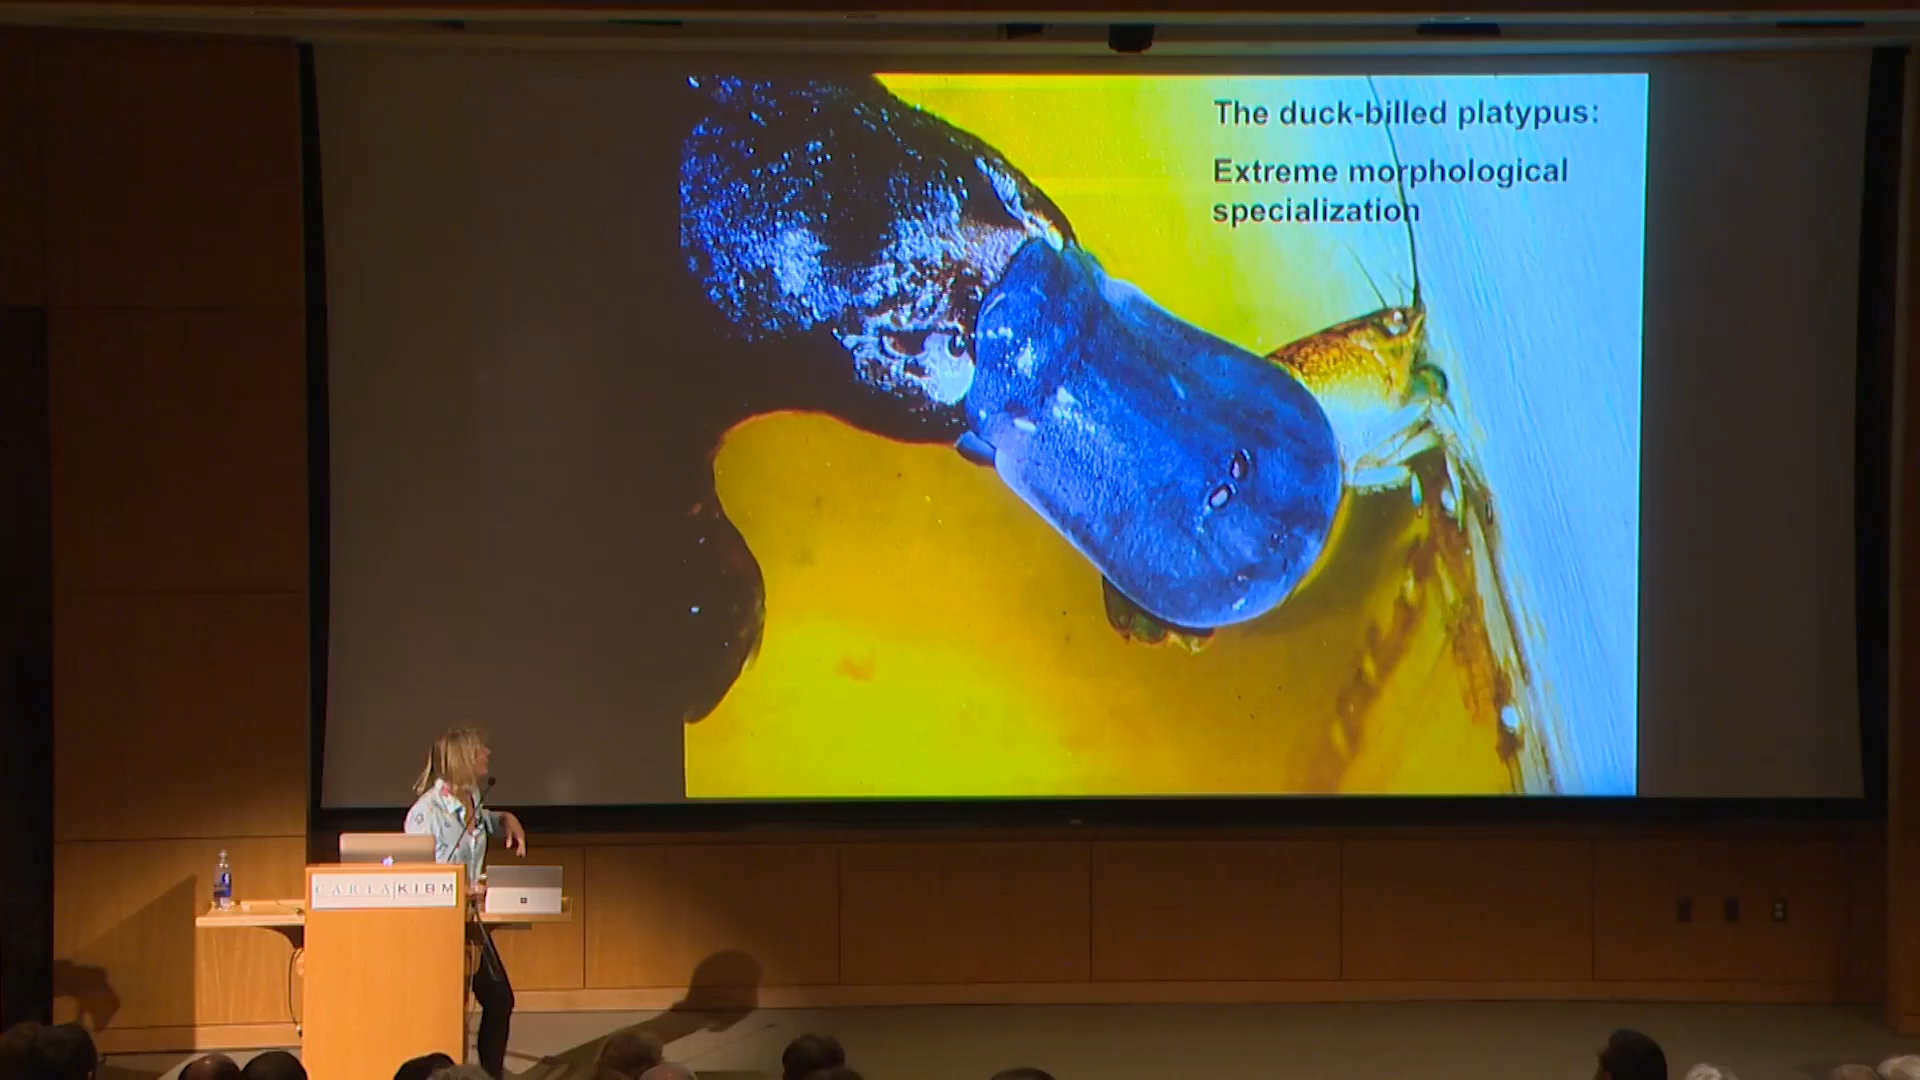 The duck-billed platypus:
Extreme morphological
specialization
CARTA|KIBM